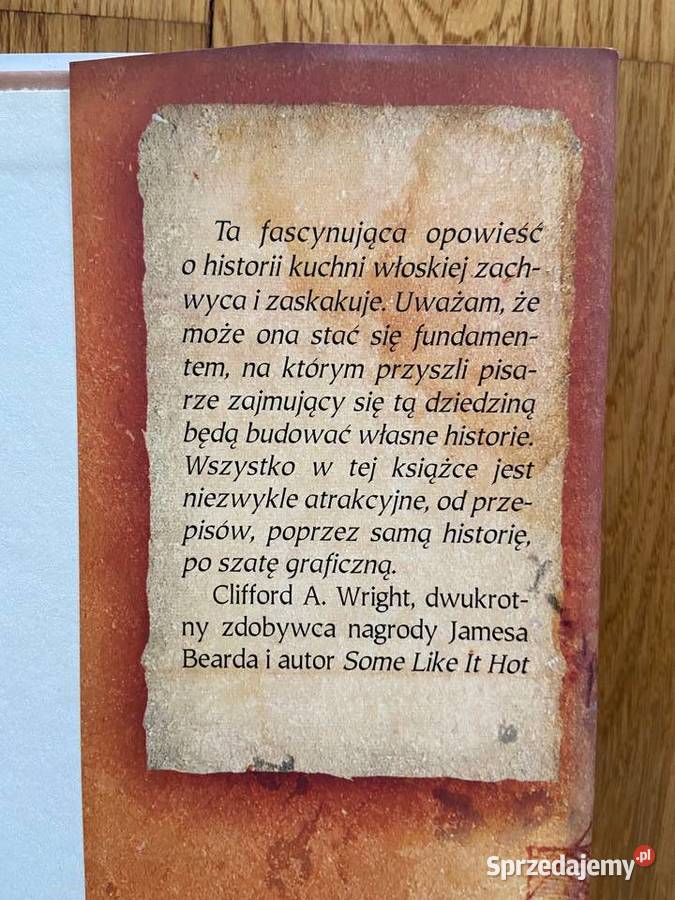 Ta fascynująca opowieść
o historii kuchni włoskiej zach-
wyca i zaskakuje. Uważam, że
może ona stać się fundamen-
tem, na którym przyszli pisa-
rze zajmujący się tą dziedziną
będą budować własne historie.
Wszystko w tej książce jest
niezwykle atrakcyjne, od prze-
pisów, poprzez samą historię,
po szatę graficzną.
Clifford A. Wright, dwukrot-
ny zdobywca nagrody Jamesa
Bearda i autor Some Like It Hot
Sprzedajemy.pl